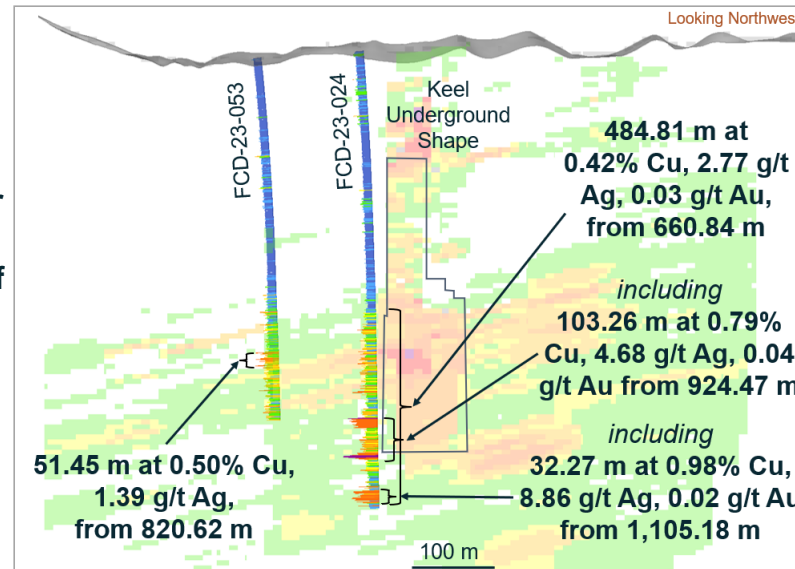 Looking Northwes
FCD-23-053
FCD-23-024
Keel
Underground
Shape
484.81 m at
0.42% Cu, 2.77 g/t
Ag, 0.03 g/t Au,
from 660.84 m
including
103.26 m at 0.79%
Cu, 4.68 g/t Ag, 0.04
g/t Au from 924.47 m
including
32.27 m at 0.98% Cu,
8.86 g/t Ag, 0.02 g/t Au
from 1,105.18 m
51.45 m at 0.50% Cu,
1.39 g/t Ag,
from 820.62 m
100 m